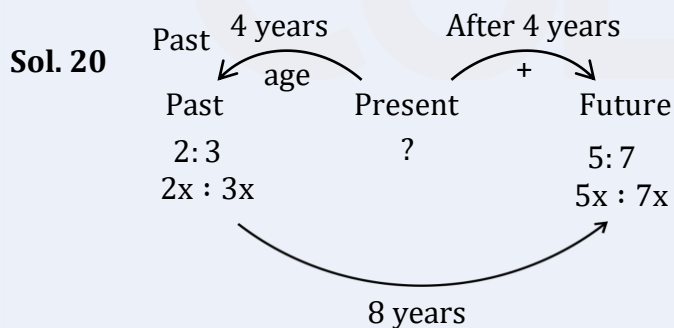 Sol. 20
Past 4 years After 4 years
age +
Past Present Future
2: 3 ? 5: 7
2x : 3x 5x : 7x
8 years